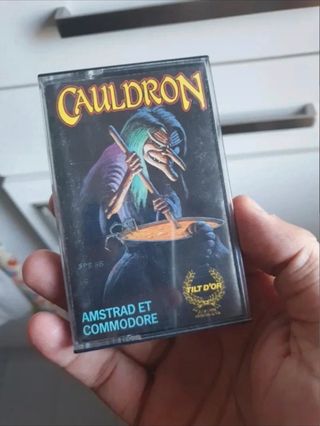 CAULDRON
AMSTRAD ET
COMMODORE
TILT D'OR